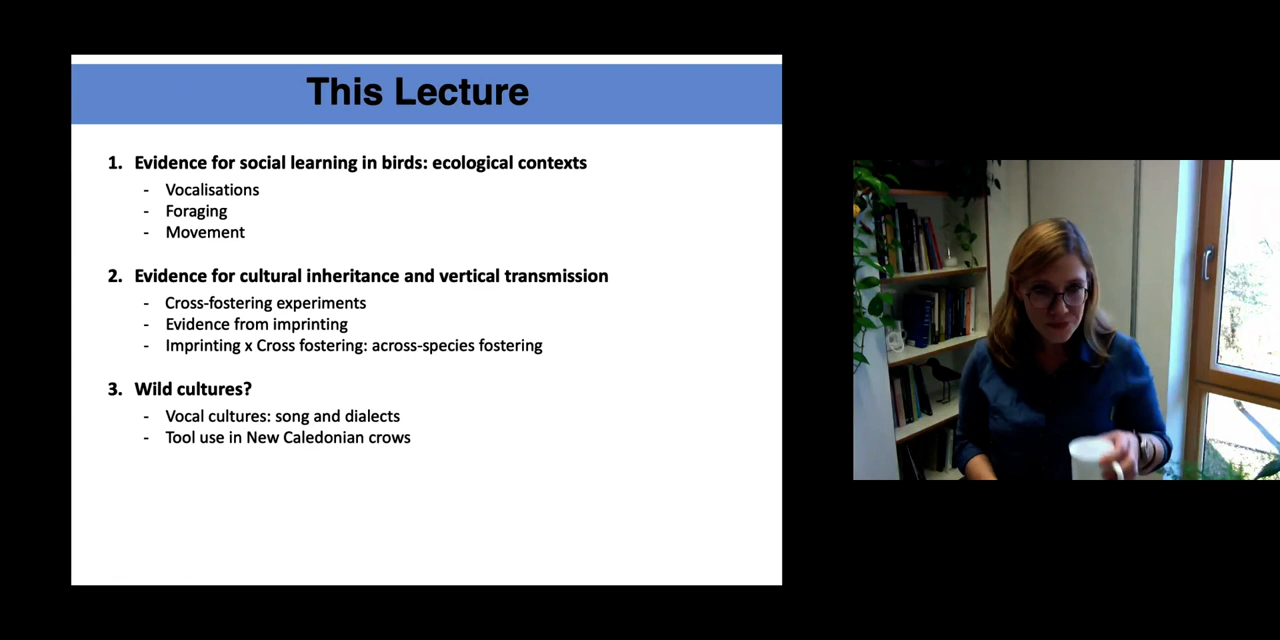 This Lecture
1. Evidence for social learning in birds: ecological contexts
- Vocalisations
- Foraging
- Movement
2. Evidence for cultural inheritance and vertical transmission
- Cross-fostering experiments
- Evidence from imprinting
- Imprinting x Cross fostering: across-species fostering
3. Wild cultures?
- Vocal cultures: song and dialects
- Tool use in New Caledonian crows